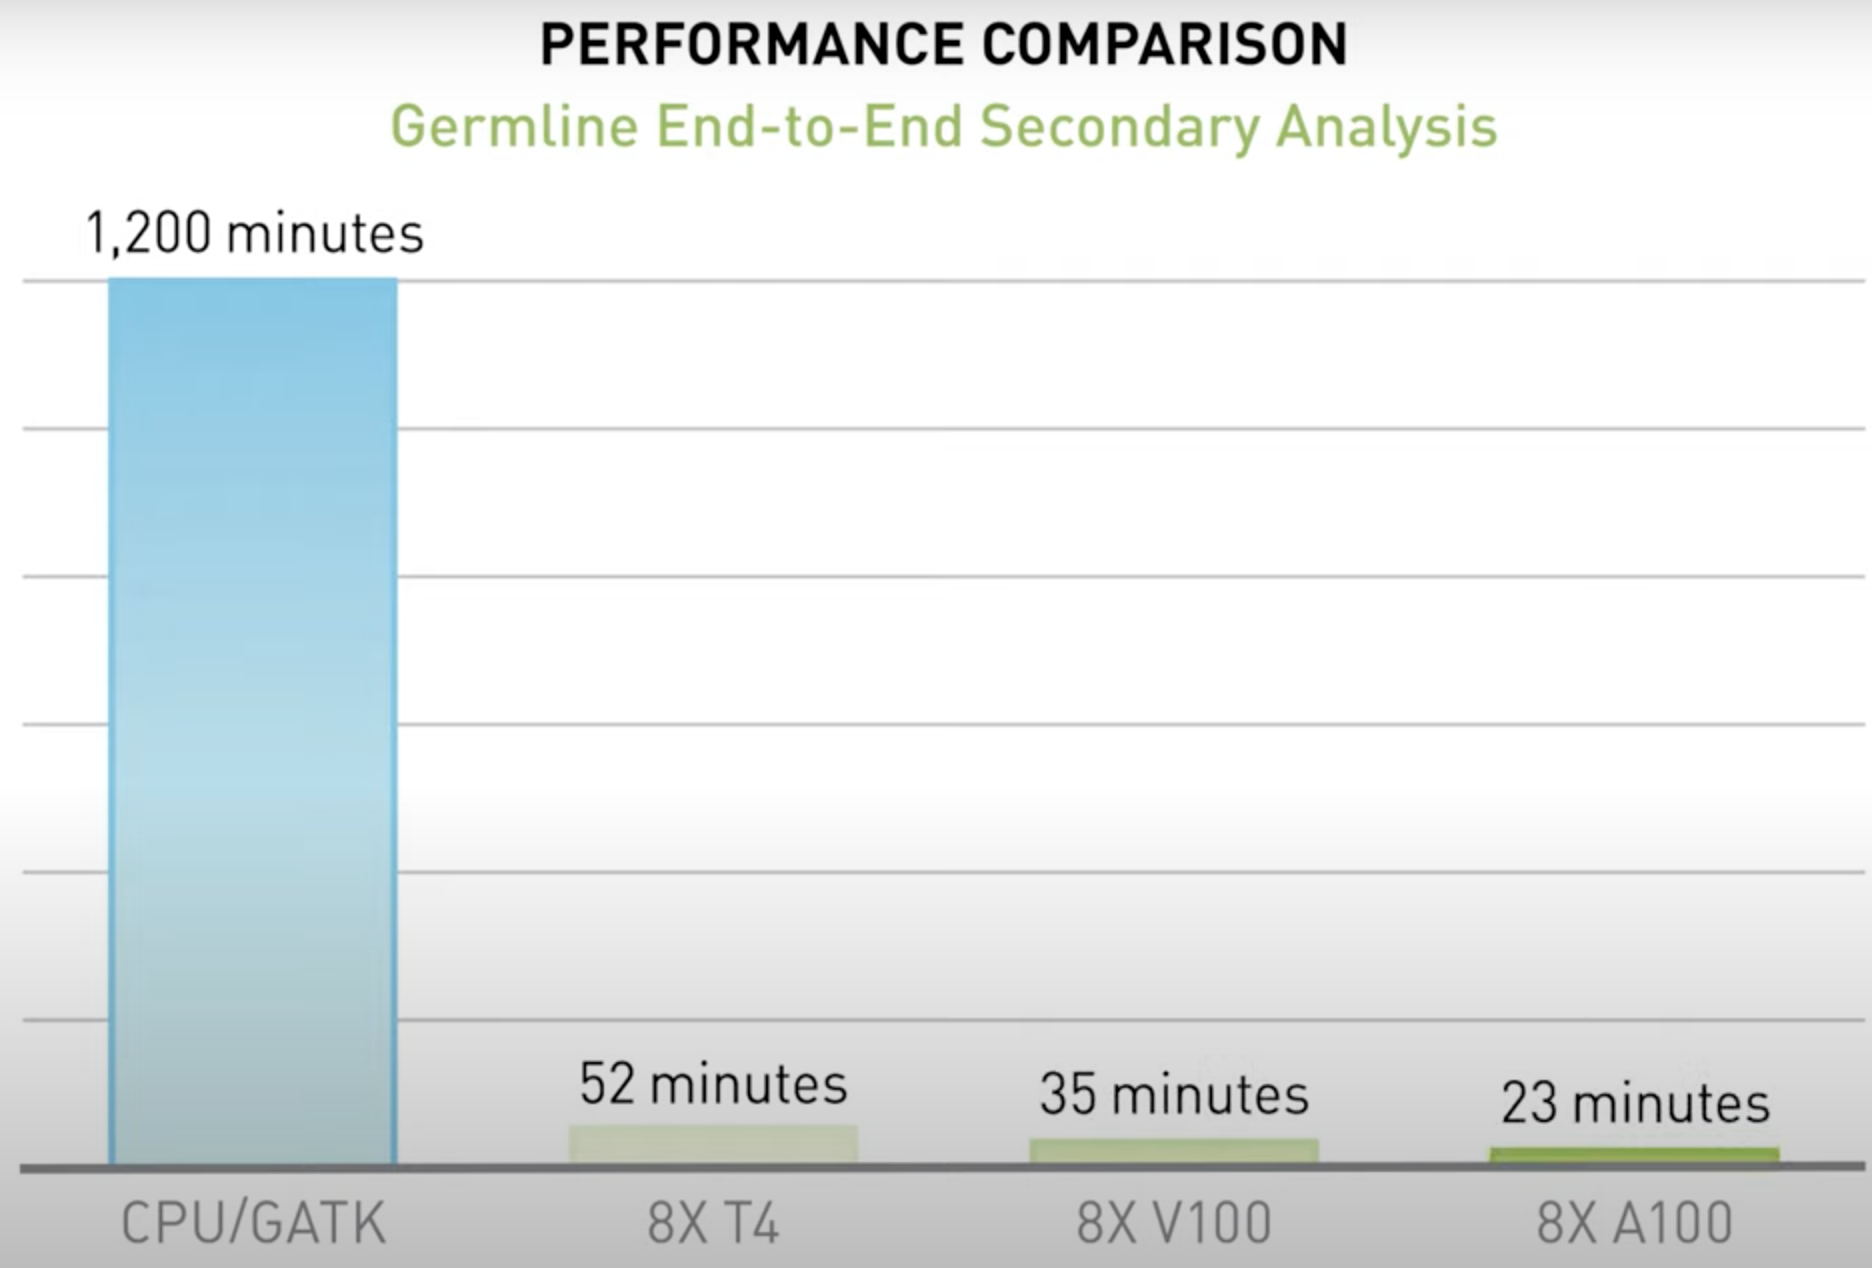 PERFORMANCE COMPARISON
Germline End-to-End Secondary Analysis
1,200 minutes
52 minutes
35 minutes
23 minutes
CPU/GATK
8X T4
8X V100
8X A100